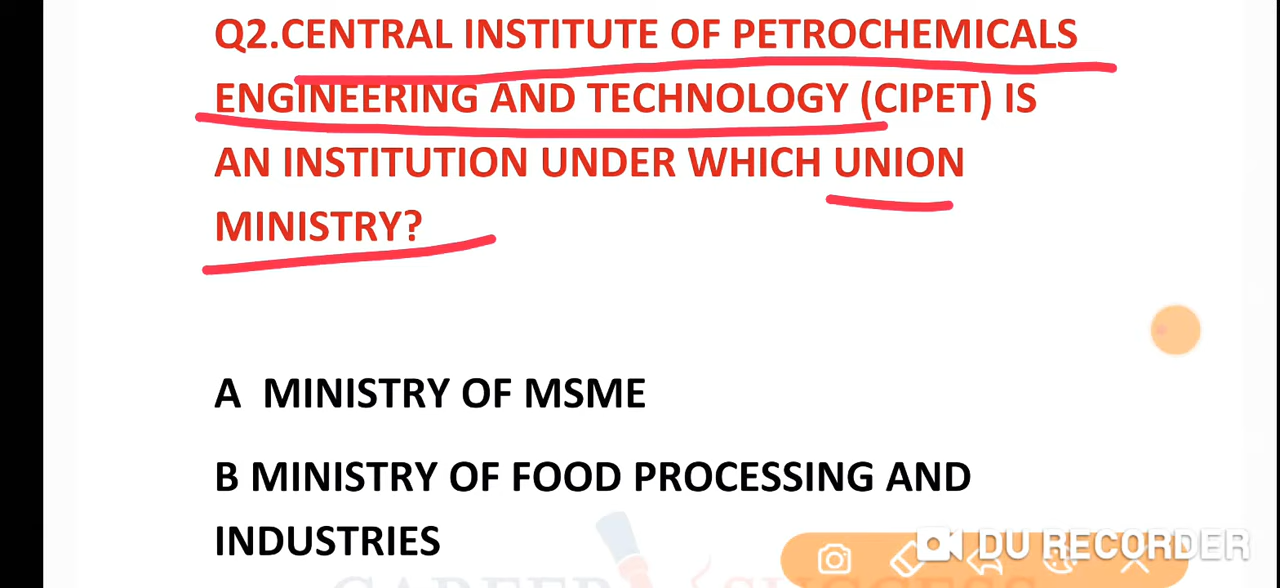 Q2.CENTRAL INSTITUTE OF PETROCHEMICALS
ENGINEERING AND TECHNOLOGY (CIPET) IS
AN INSTITUTION UNDER WHICH UNION
MINISTRY?
A MINISTRY OF MSME
B MINISTRY OF FOOD PROCESSING AND
INDUSTRIES
DU RECORDER